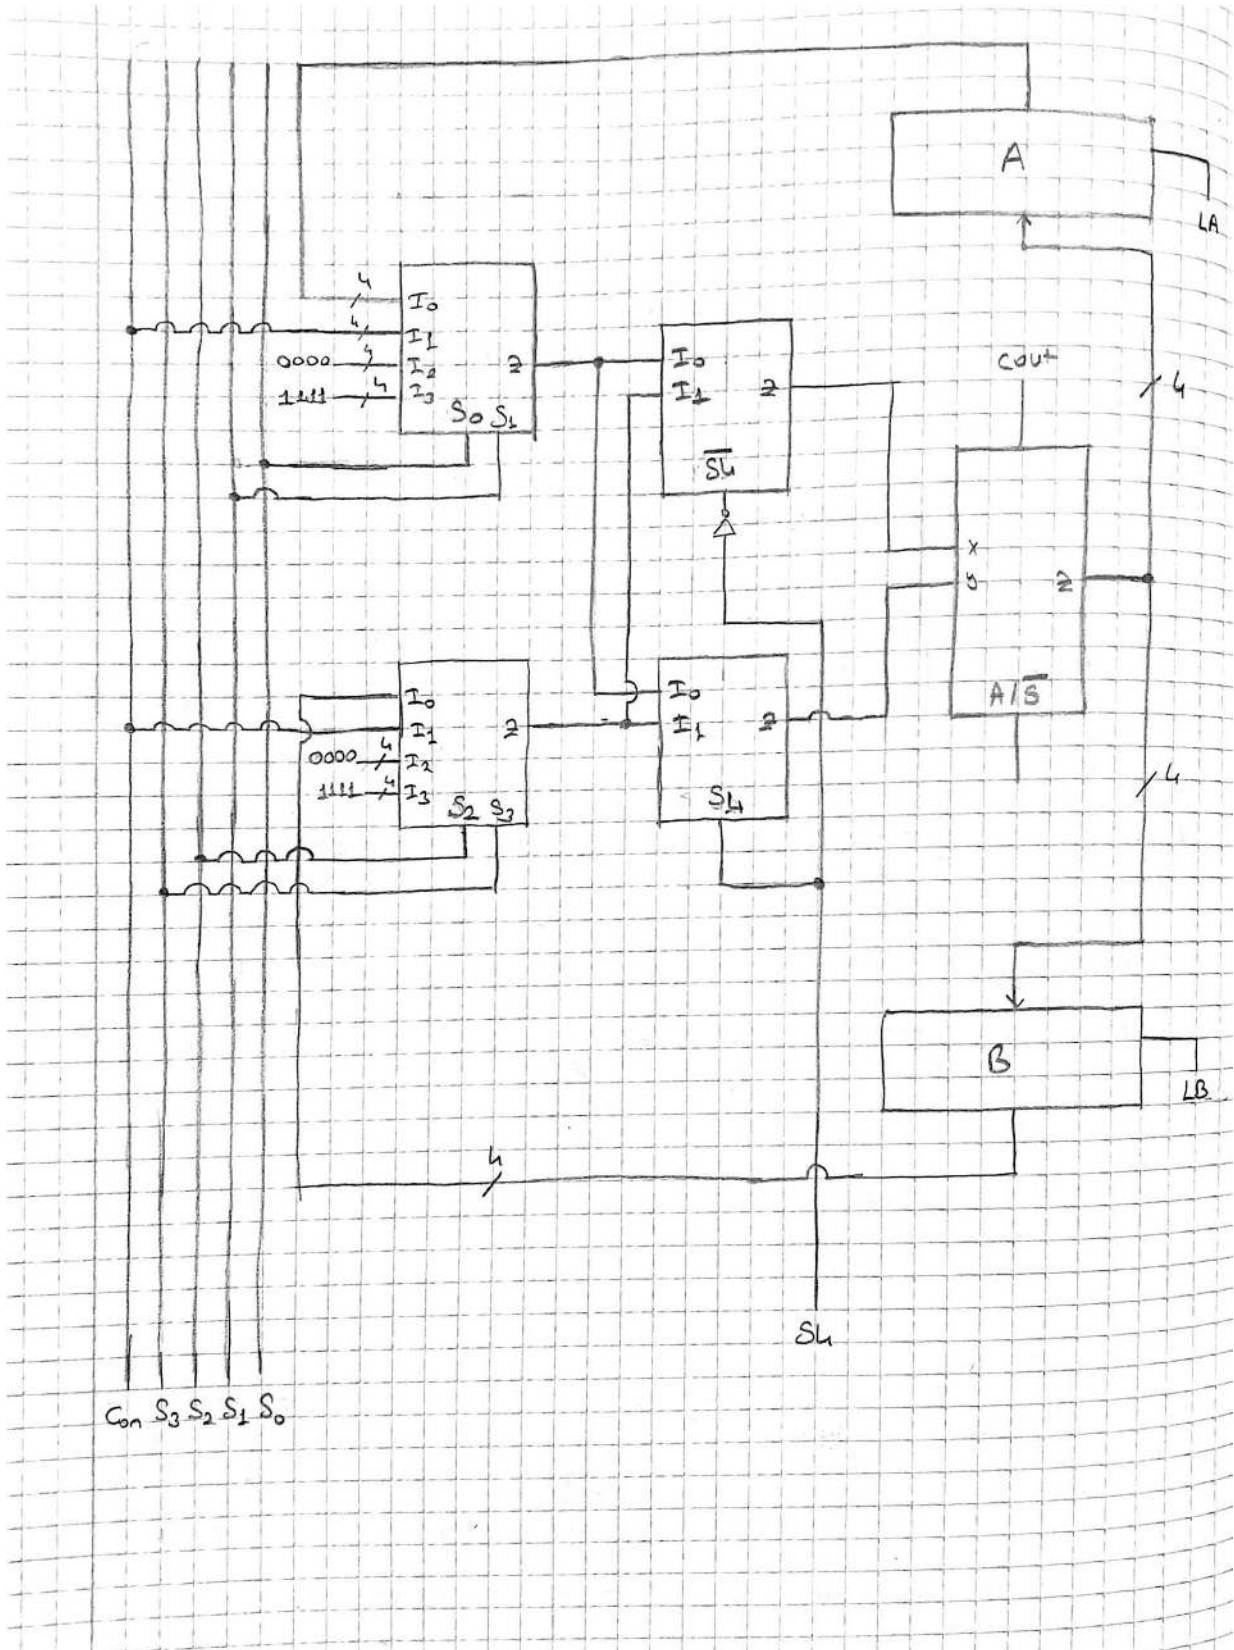 A
LA
4
I0
4
I1
0000 4 I2
1111 4 I3
Z
S0 S1
I0
I1
Z
S̅4̅
Cout
4
x
y
Z
A/S̅
I0
I1
0000 4 I2
1111 4 I3
Z
S2 S3
I0
I1
Z
S4
4
B
LB
4
S4
Con S3 S2 S1 S0